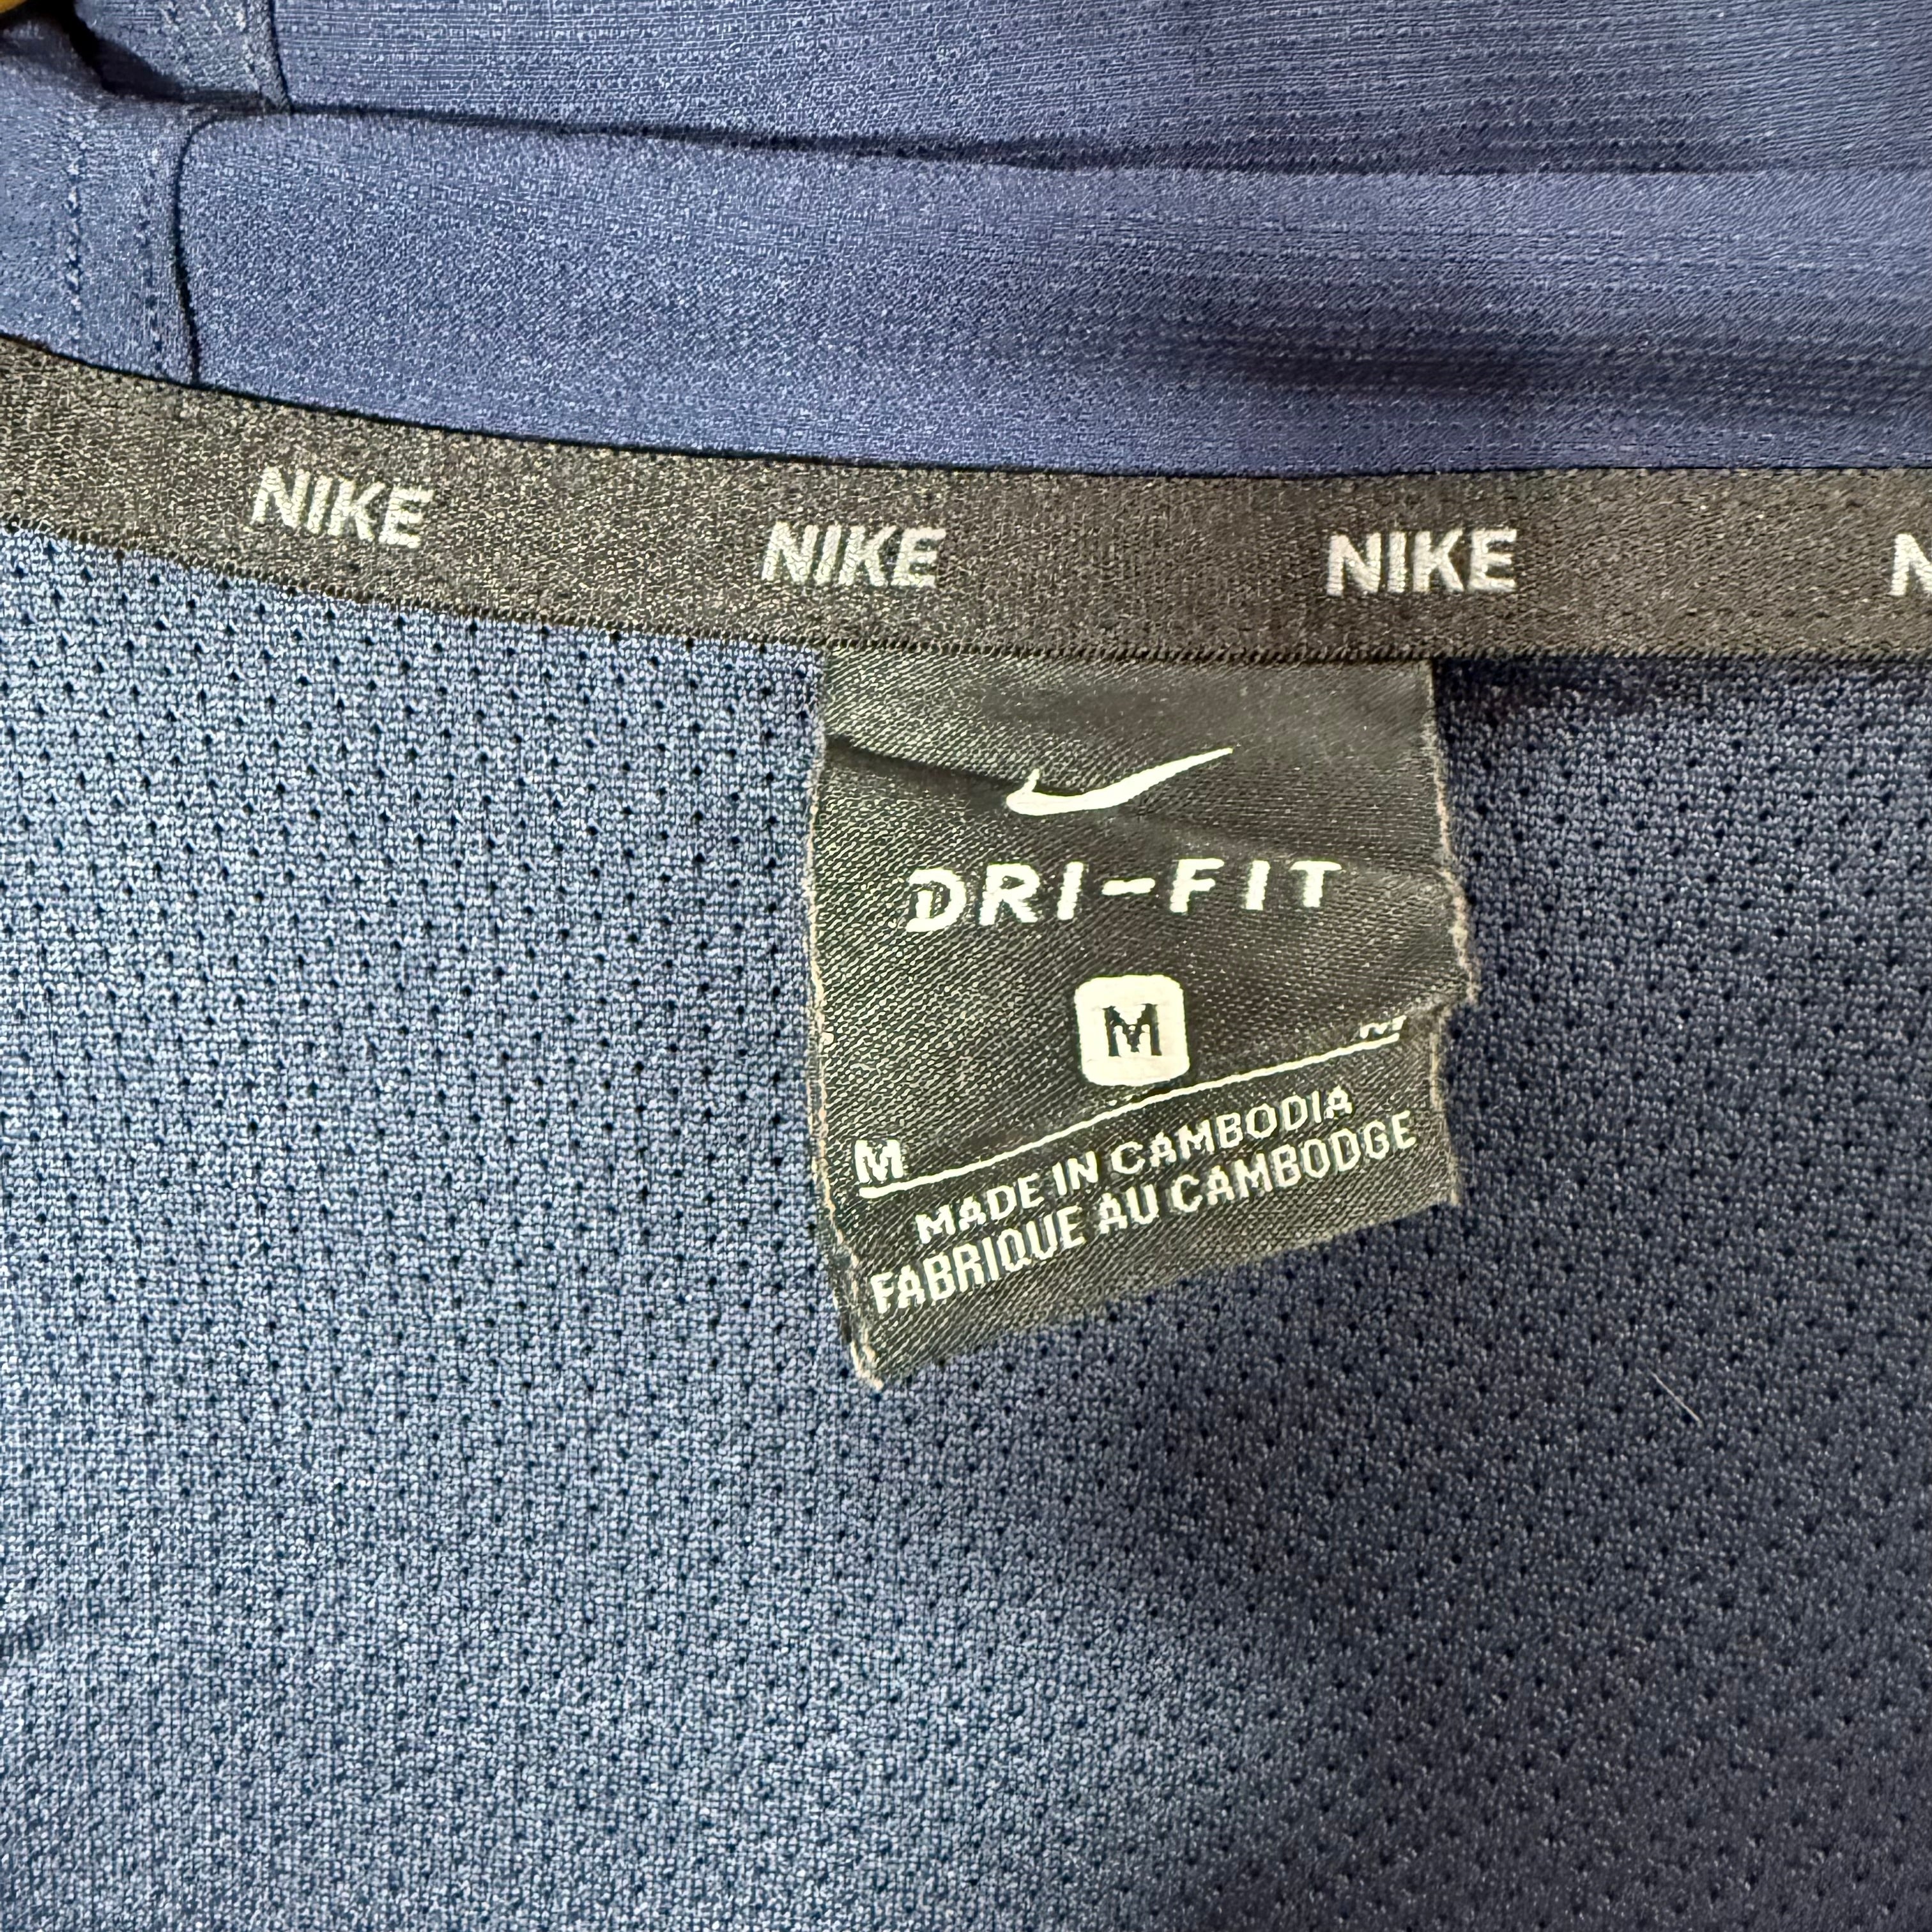 NIKE NIKE NIKE N
DRI-FIT
M
M M
MADE IN CAMBODIA
FABRIQUE AU CAMBODGE